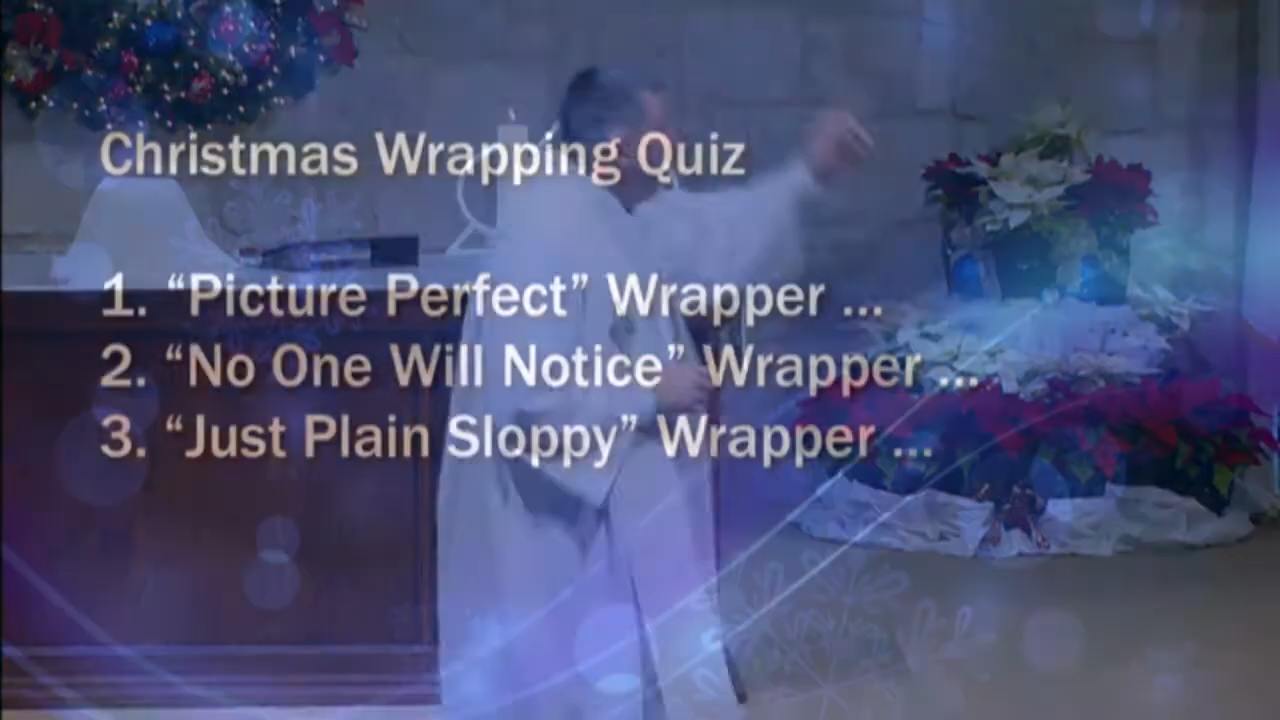 Christmas Wrapping Quiz
1. “Picture Perfect” Wrapper ...
2. “No One Will Notice” Wrapper ...
3. “Just Plain Sloppy” Wrapper ...